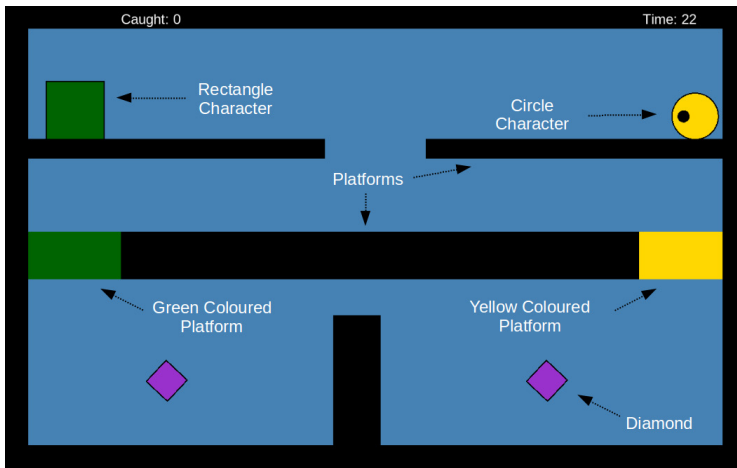 Caught: 0
Time: 22
Rectangle
Character
Circle
Character
Platforms
Green Coloured
Platform
Yellow Coloured
Platform
Diamond